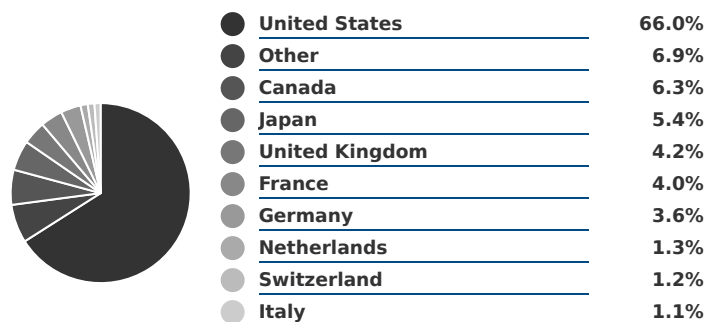 United States 66.0%
Other 6.9%
Canada 6.3%
Japan 5.4%
United Kingdom 4.2%
France 4.0%
Germany 3.6%
Netherlands 1.3%
Switzerland 1.2%
Italy 1.1%